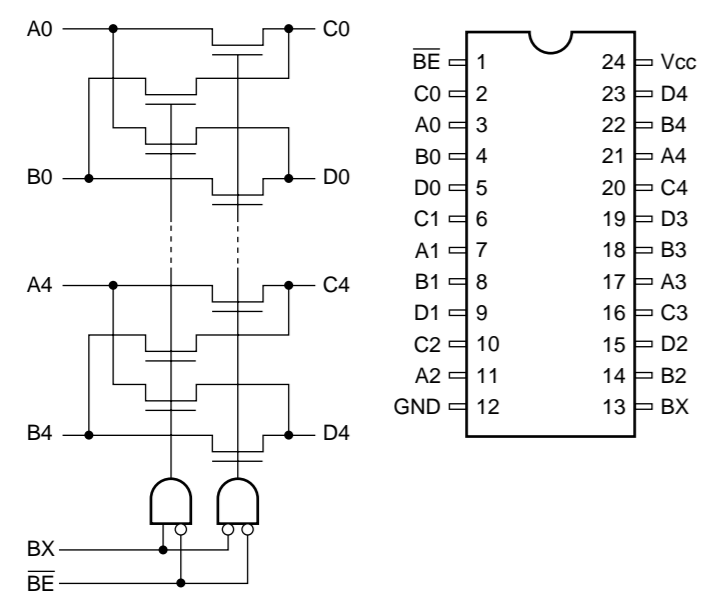 A0 C0
B0 D0
A4 C4
B4 D4
BX
B̅E̅
B̅E̅ 1 24 Vcc
C0 2 23 D4
A0 3 22 B4
B0 4 21 A4
D0 5 20 C4
C1 6 19 D3
A1 7 18 B3
B1 8 17 A3
D1 9 16 C3
C2 10 15 D2
A2 11 14 B2
GND 12 13 BX